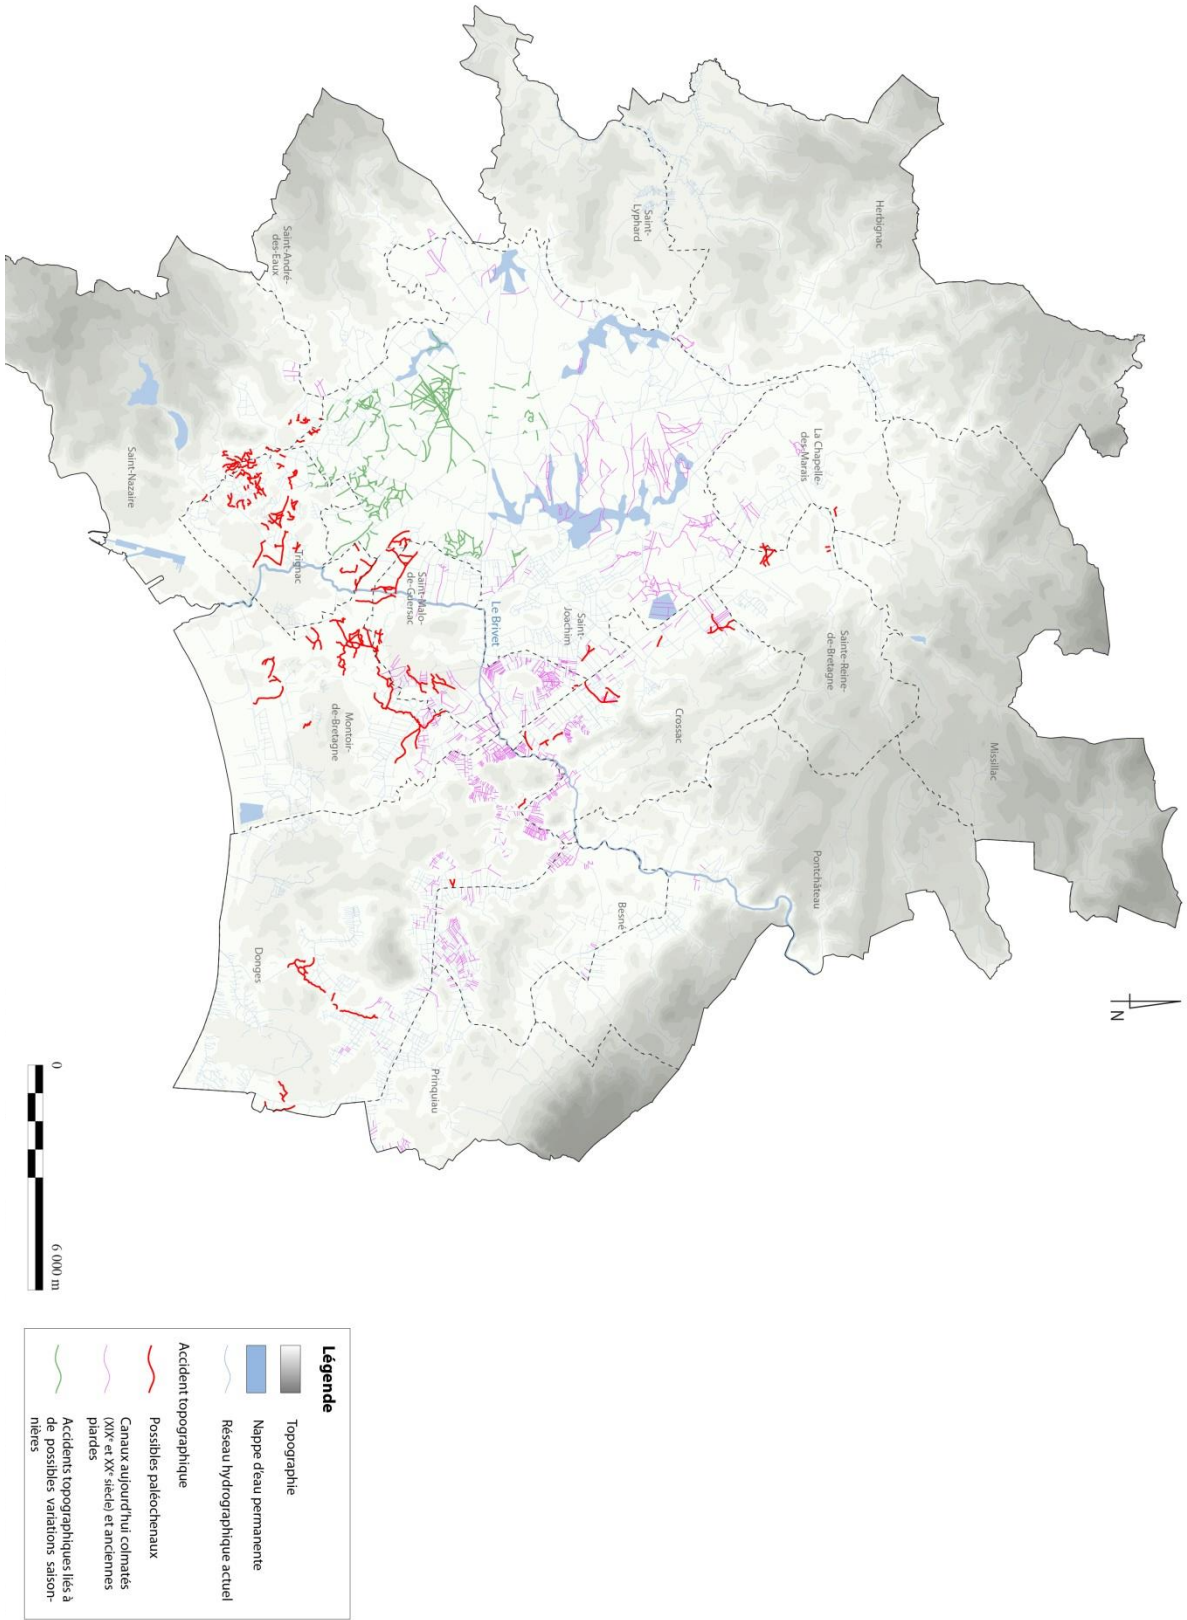 Herbignac
Missillac
Saint-
Lyphard
La Chapelle-
des-Marais
Sainte-Reine-
de-Bretagne
Pontchâteau
Crossac
Saint-
Joachim
Besné
Le Brivet
Saint-André-
des-Eaux
Saint-Malo-
de-Guersac
Prinquiau
Trignac
Montoir-
de-Bretagne
Donges
Saint-Nazaire
N
0
6 000 m
Légende
Topographie
Nappe d'eau permanente
Réseau hydrographique actuel
Accident topographique
Possibles paléochenaux
Canaux aujourd'hui colmatés
(XIXᵉ et XXᵉ siècle) et anciennes
piardes
Accidents topographiques liés à
de possibles variations saison-
nières